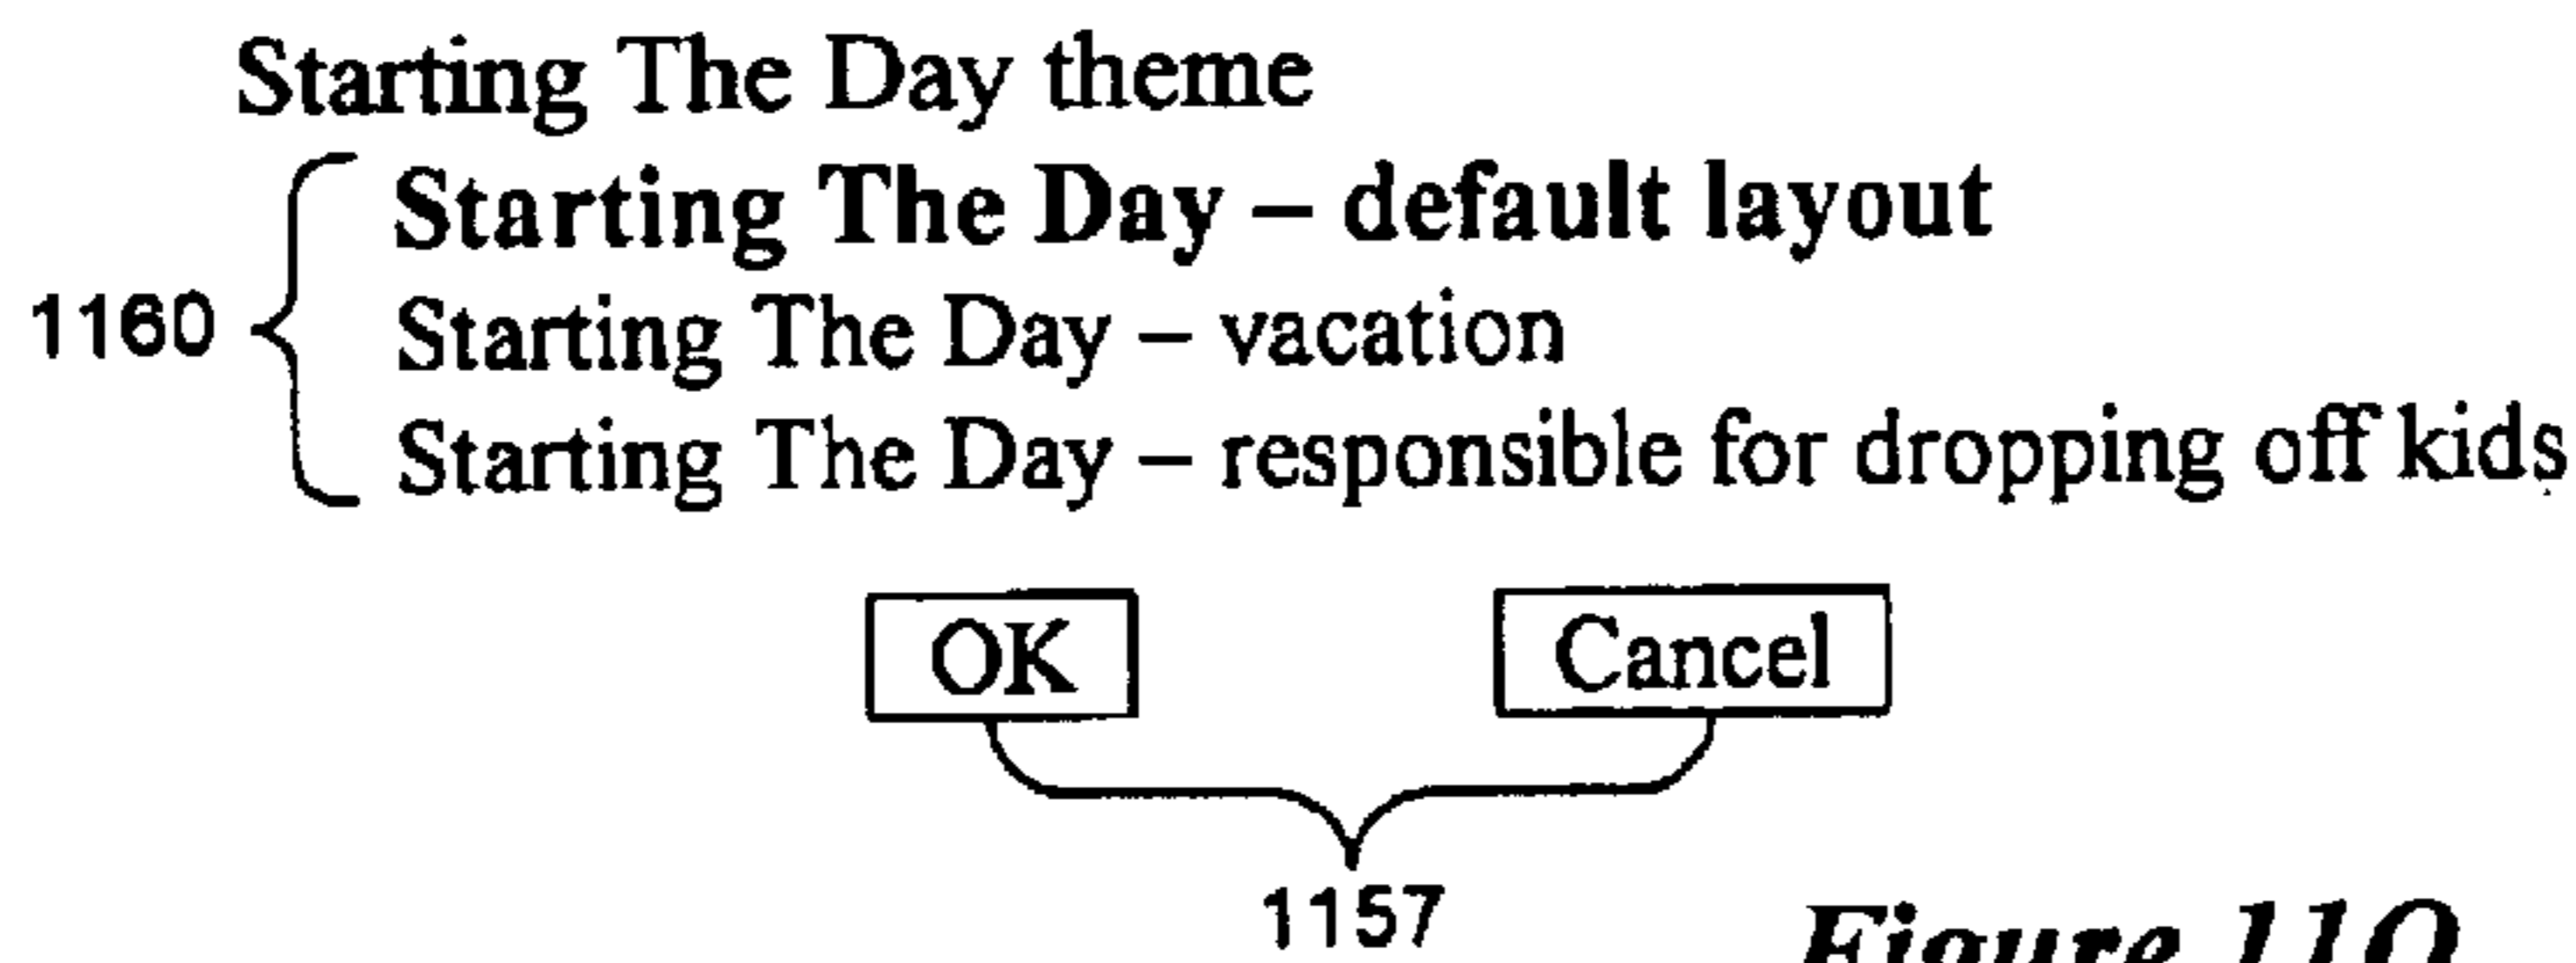 Starting The Day theme
Starting The Day – default layout
1160
Starting The Day – vacation
Starting The Day – responsible for dropping off kids
OK Cancel
1157
Figure